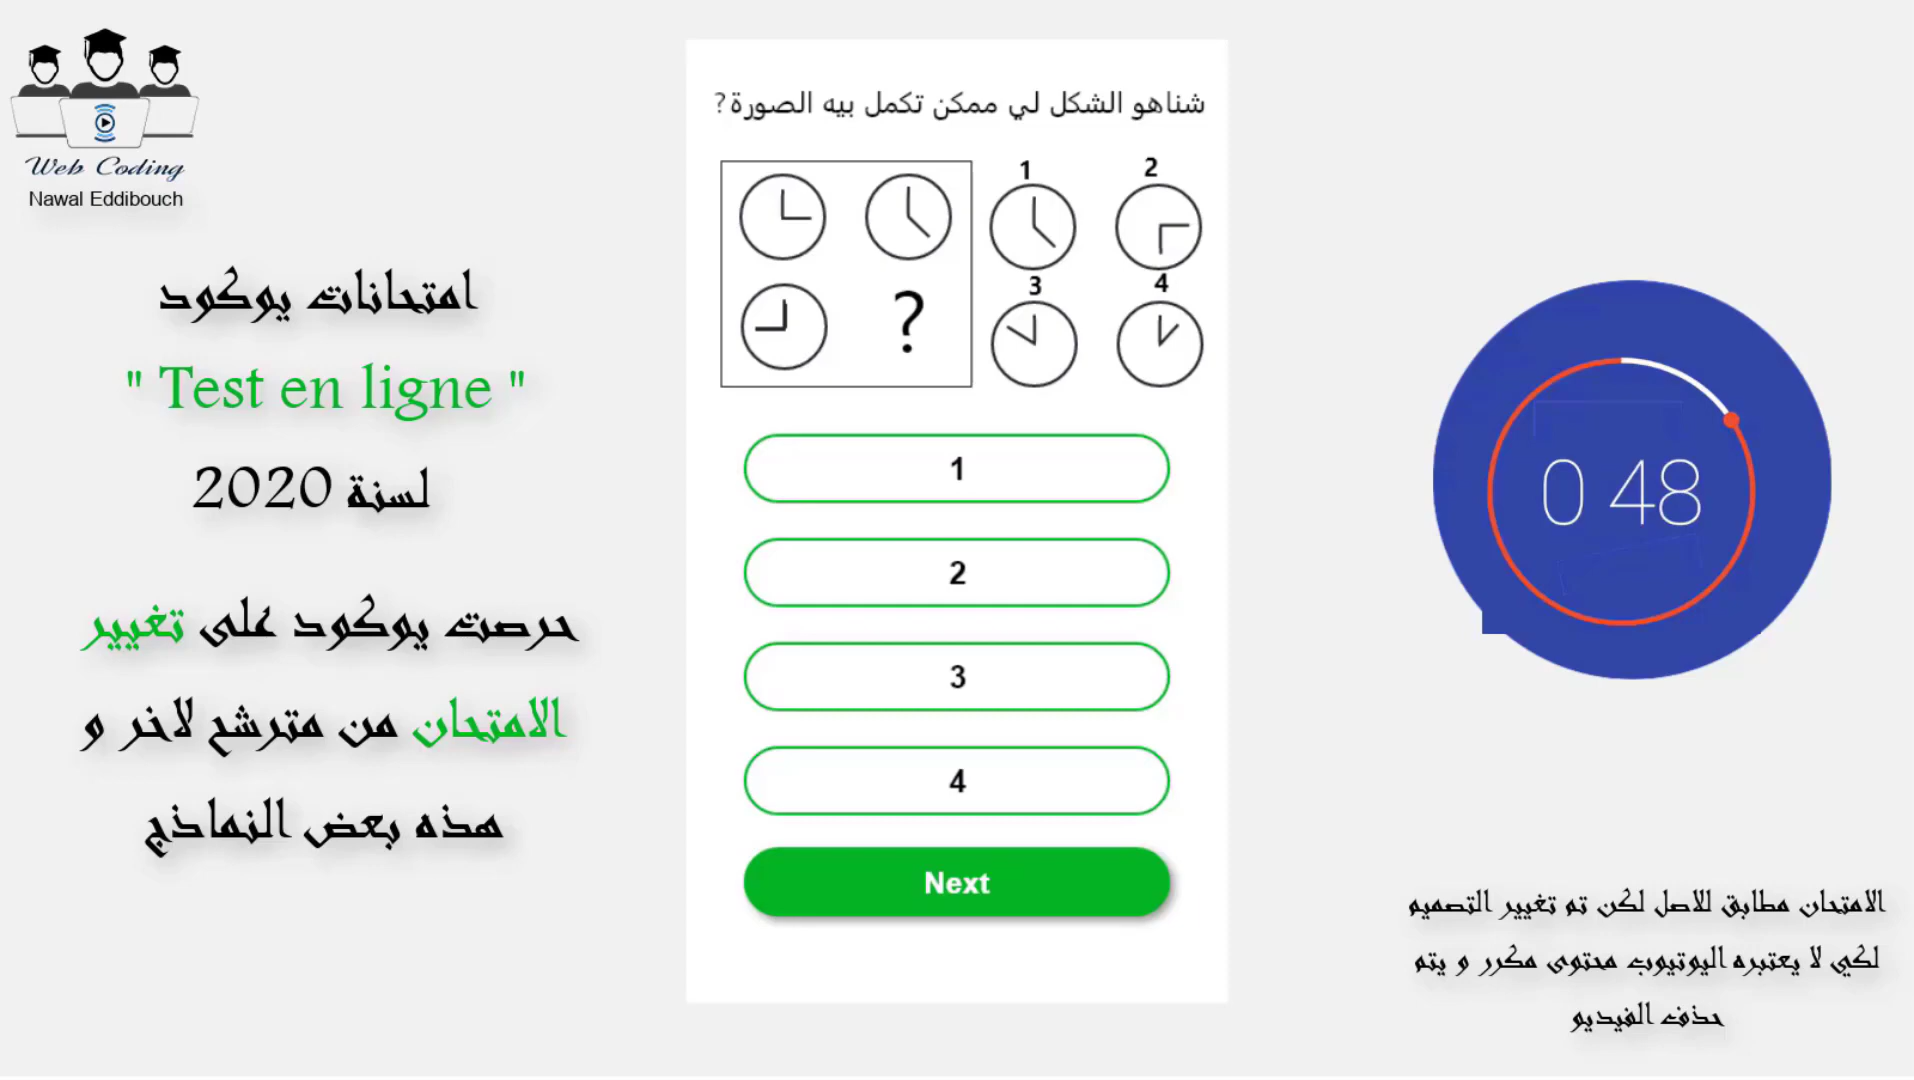 Web Coding
Nawal Eddibouch
امتحانات يوكود
" Test en ligne "
لسنة 2020
حرصت يوكود على تغيير
الامتحان من مترشح لاخر و
هذه بعض النماذج
شناهو الشكل لي ممكن تكمل بيه الصورة?
1 2
?
3 4
1
2
3
4
Next
0 48
الامتحان مطابق للاصل لكن تم تغيير التصميم
لكي لا يعتبره اليوتيوب محتوى مكرر و يتم
حذف الفيديو